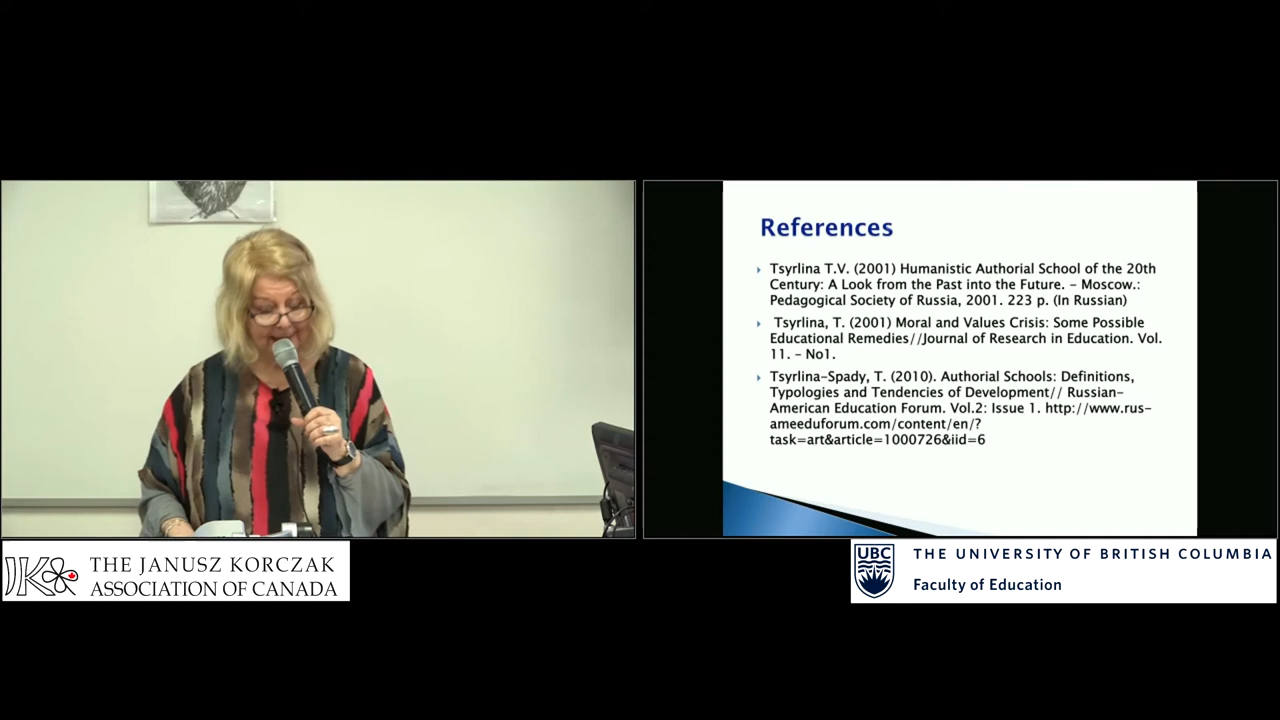 References
Tsyrlina T.V. (2001) Humanistic Authorial School of the 20th
Century: A Look from the Past into the Future. – Moscow.:
Pedagogical Society of Russia, 2001. 223 p. (In Russian)
Tsyrlina, T. (2001) Moral and Values Crisis: Some Possible
Educational Remedies//Journal of Research in Education. Vol.
11. – No1.
Tsyrlina-Spady, T. (2010). Authorial Schools: Definitions,
Typologies and Tendencies of Development// Russian-
American Education Forum. Vol.2: Issue 1. http://www.rus-
ameeduforum.com/content/en/?
task=art&article=1000726&iid=6
JK
THE JANUSZ KORCZAK
ASSOCIATION OF CANADA
UBC
THE UNIVERSITY OF BRITISH COLUMBIA
Faculty of Education